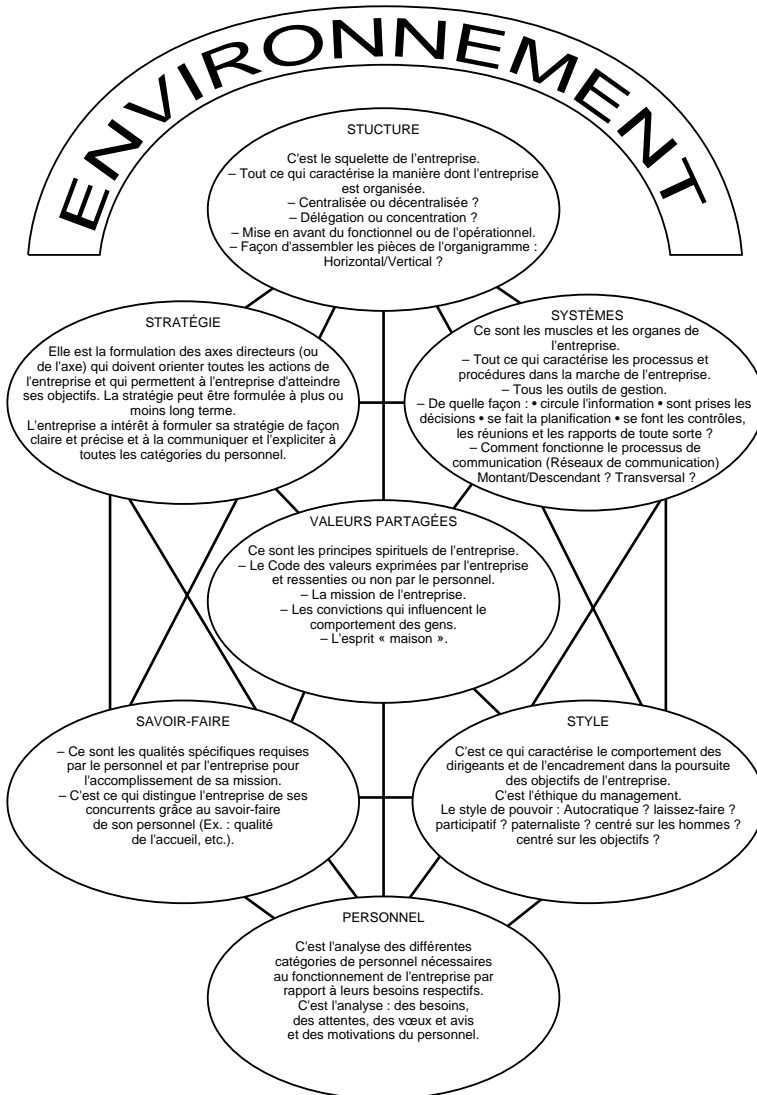 ENVIRONNEMENT
STUCTURE
C'est le squelette de l'entreprise.
– Tout ce qui caractérise la manière dont l'entreprise
est organisée.
– Centralisée ou décentralisée ?
– Délégation ou concentration ?
– Mise en avant du fonctionnel ou de l'opérationnel.
– Façon d'assembler les pièces de l'organigramme :
Horizontal/Vertical ?
STRATÉGIE
Elle est la formulation des axes directeurs (ou
de l'axe) qui doivent orienter toutes les actions de
l'entreprise et qui permettent à l'entreprise d'atteindre
ses objectifs. La stratégie peut être formulée à plus ou
moins long terme.
L'entreprise a intérêt à formuler sa stratégie de façon
claire et précise et à la communiquer et l'expliciter à
toutes les catégories du personnel.
SYSTÈMES
Ce sont les muscles et les organes de
l'entreprise.
– Tout ce qui caractérise les processus et
procédures dans la marche de l'entreprise.
– Tous les outils de gestion.
– De quelle façon : • circule l'information • sont prises les
décisions • se fait la planification • se font les contrôles,
les réunions et les rapports de toute sorte ?
– Comment fonctionne le processus de
communication (Réseaux de communication)
Montant/Descendant ? Transversal ?
VALEURS PARTAGÉES
Ce sont les principes spirituels de l'entreprise.
– Le Code des valeurs exprimées par l'entreprise
et ressenties ou non par le personnel.
– La mission de l'entreprise.
– Les convictions qui influencent le
comportement des gens.
– L'esprit « maison ».
SAVOIR-FAIRE
– Ce sont les qualités spécifiques requises
par le personnel et par l'entreprise pour
l'accomplissement de sa mission.
– C'est ce qui distingue l'entreprise de ses
concurrents grâce au savoir-faire
de son personnel (Ex. : qualité
de l'accueil, etc.).
STYLE
C'est ce qui caractérise le comportement des
dirigeants et de l'encadrement dans la poursuite
des objectifs de l'entreprise.
C'est l'éthique du management.
Le style de pouvoir : Autocratique ? laissez-faire ?
participatif ? paternaliste ? centré sur les hommes ?
centré sur les objectifs ?
PERSONNEL
C'est l'analyse des différentes
catégories de personnel nécessaires
au fonctionnement de l'entreprise par
rapport à leurs besoins respectifs.
C'est l'analyse : des besoins,
des attentes, des vœux et avis
et des motivations du personnel.